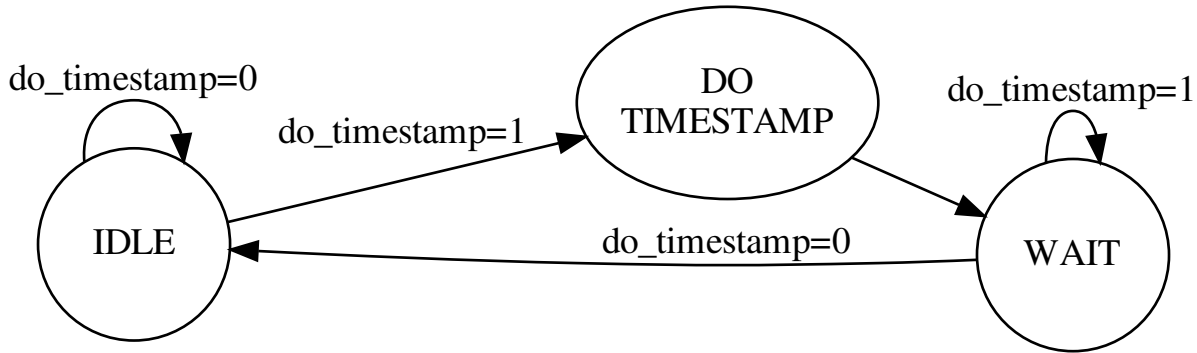 do_timestamp=0
do_timestamp=1
DO
TIMESTAMP
do_timestamp=1
IDLE
do_timestamp=0
WAIT